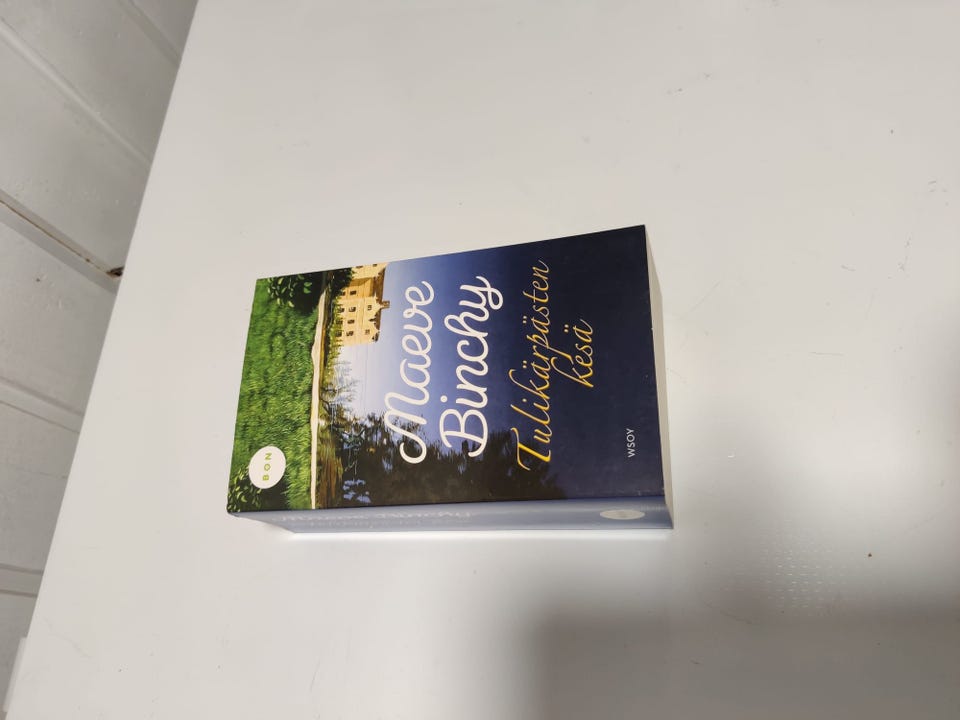 Maeve
Binchy
Tulikärpästen
kesä
WSOY
BON